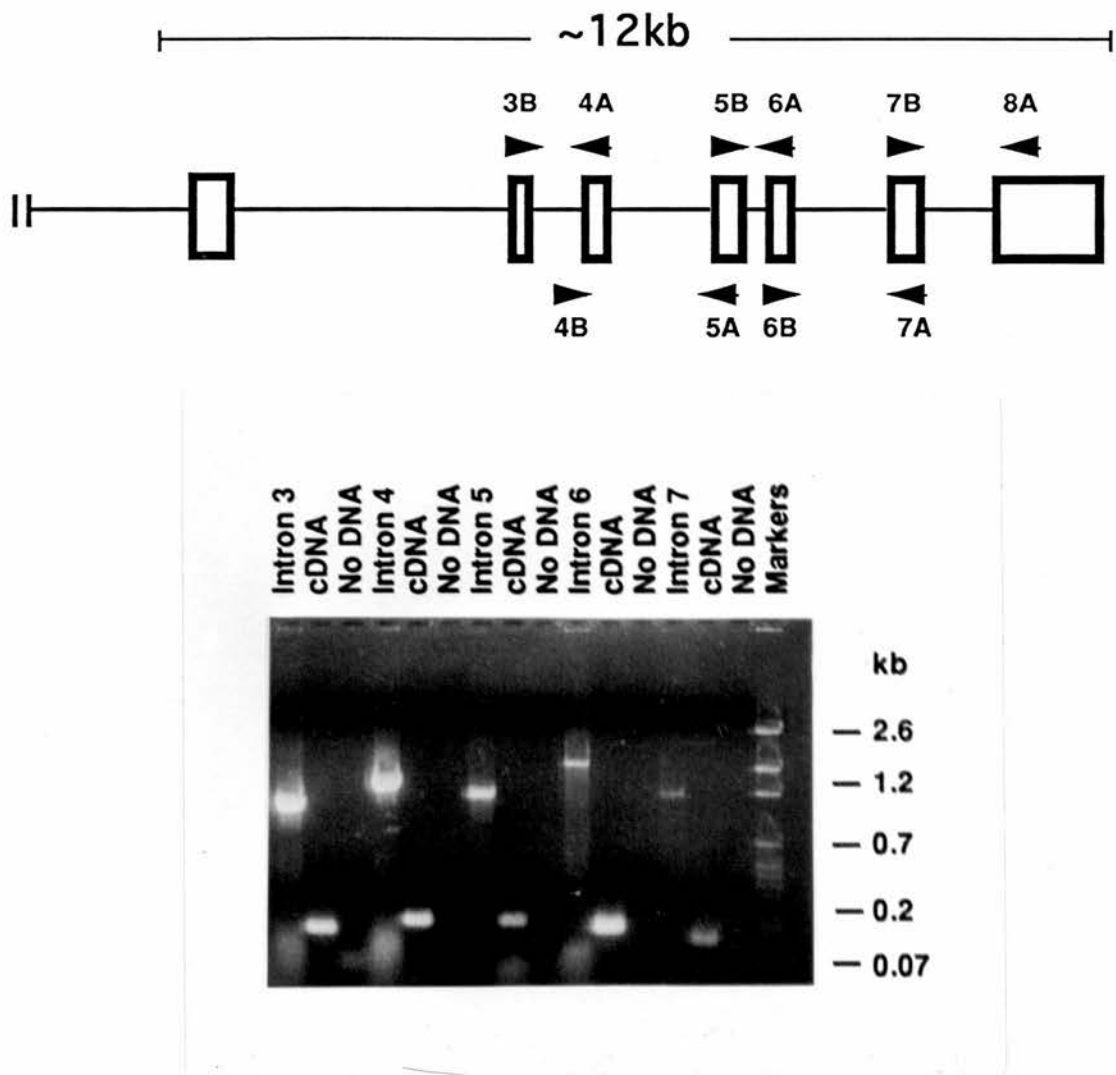 ~12kb
3B 4A 5B 6A 7B 8A
4B 5A 6B 7A
Intron 3
cDNA
No DNA
Intron 4
cDNA
No DNA
Intron 5
cDNA
No DNA
Intron 6
cDNA
No DNA
Intron 7
cDNA
No DNA
Markers
kb
2.6
1.2
0.7
0.2
0.07